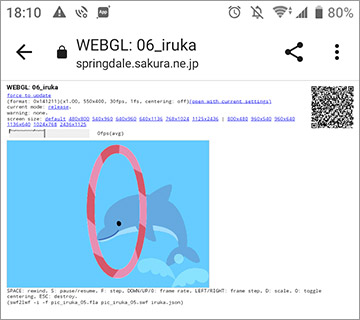 18:10
80%
WEBGL: 06_iruka
springdale.sakura.ne.jp
WEBGL: 06_iruka
force to update
(format: 0x141211)(x1.00, 550x400, 30fps, 1fs, centering: off)(open with current settings)
current mode: release.
warning: none.
screen size: default 480x800 540x960 640x960 640x1136 768x1024 1125x2436 | 800x480 960x540 960x640
1136x640 1024x768 2436x1125
0fps(avg)
SPACE: remind, S: pause/resume, F: step, DOWN/UP/0: frame rate, LEFT/RIGHT: frame step, D: scale, O: toggle
centering, ESC: destroy.
(swf2lwf -i -f pic_iruka_05.fla pic_iruka_05.swf iruka.json)